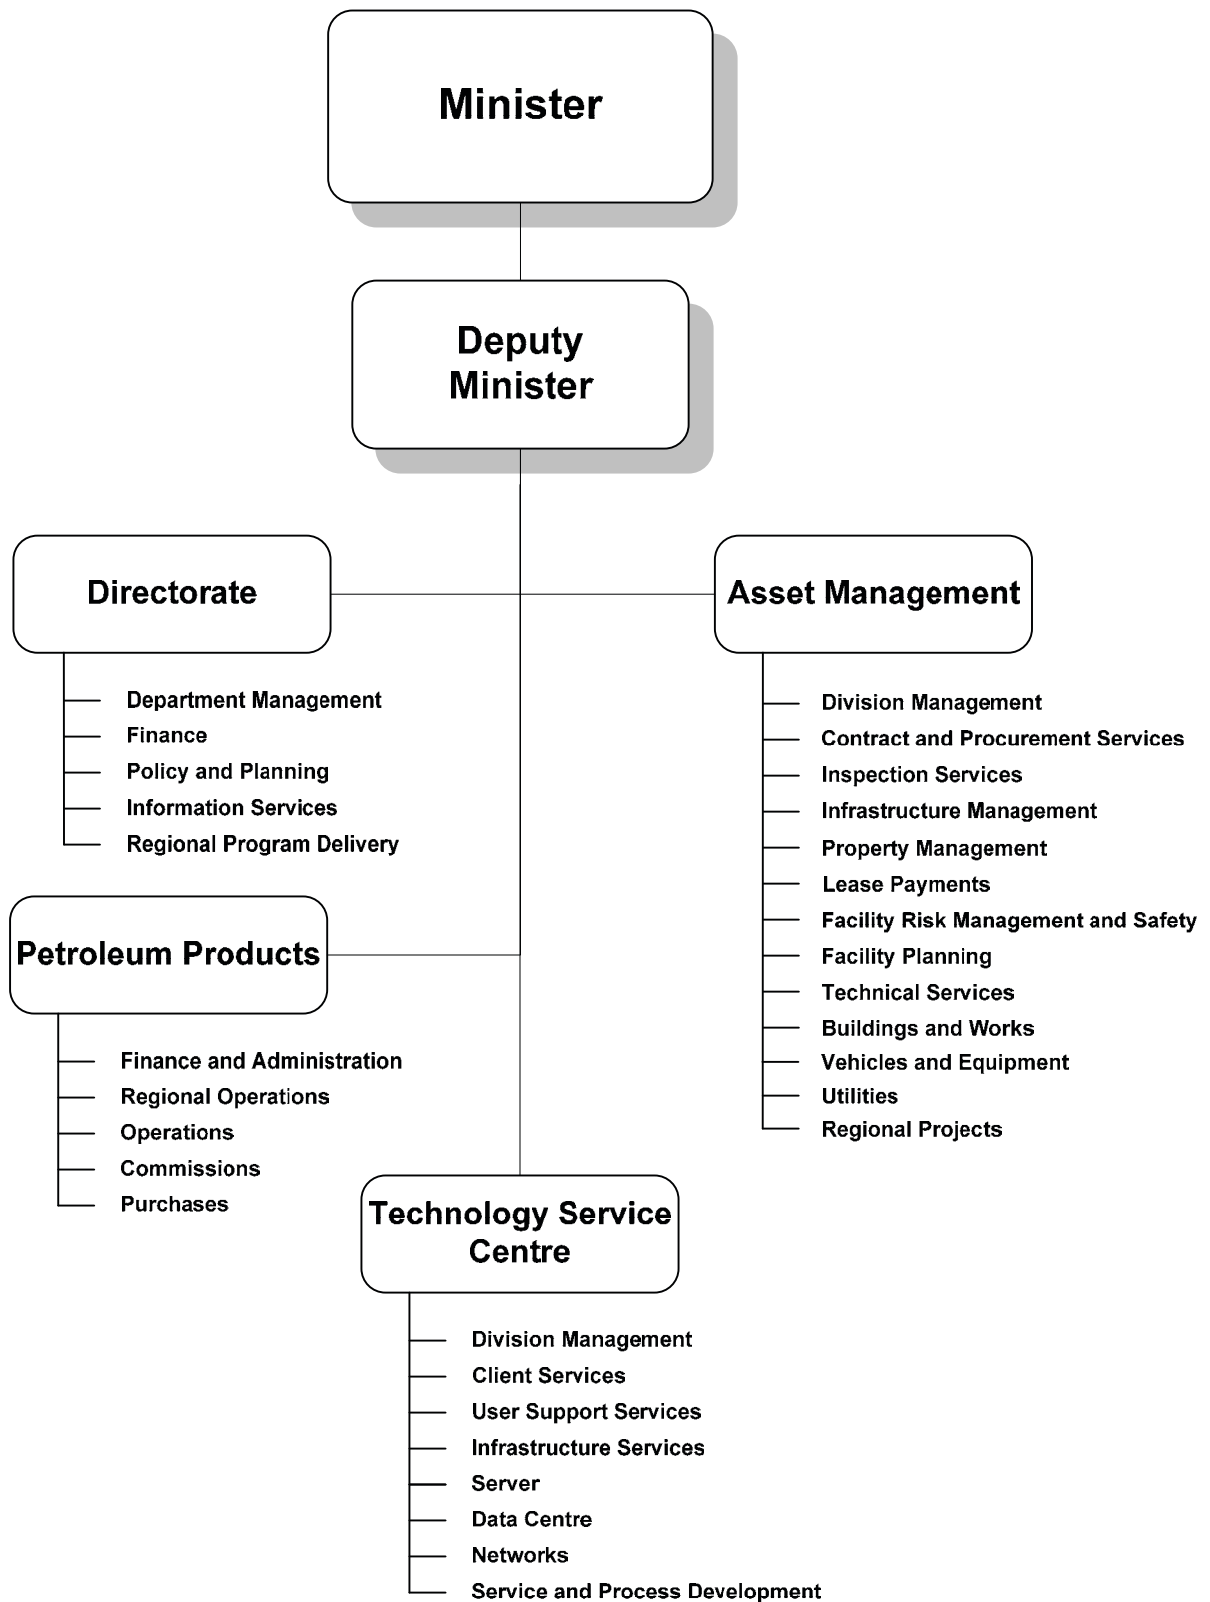 Minister
Deputy
Minister
Directorate
Department Management
Finance
Policy and Planning
Information Services
Regional Program Delivery
Asset Management
Division Management
Contract and Procurement Services
Inspection Services
Infrastructure Management
Property Management
Lease Payments
Facility Risk Management and Safety
Facility Planning
Technical Services
Buildings and Works
Vehicles and Equipment
Utilities
Regional Projects
Petroleum Products
Finance and Administration
Regional Operations
Operations
Commissions
Purchases
Technology Service
Centre
Division Management
Client Services
User Support Services
Infrastructure Services
Server
Data Centre
Networks
Service and Process Development